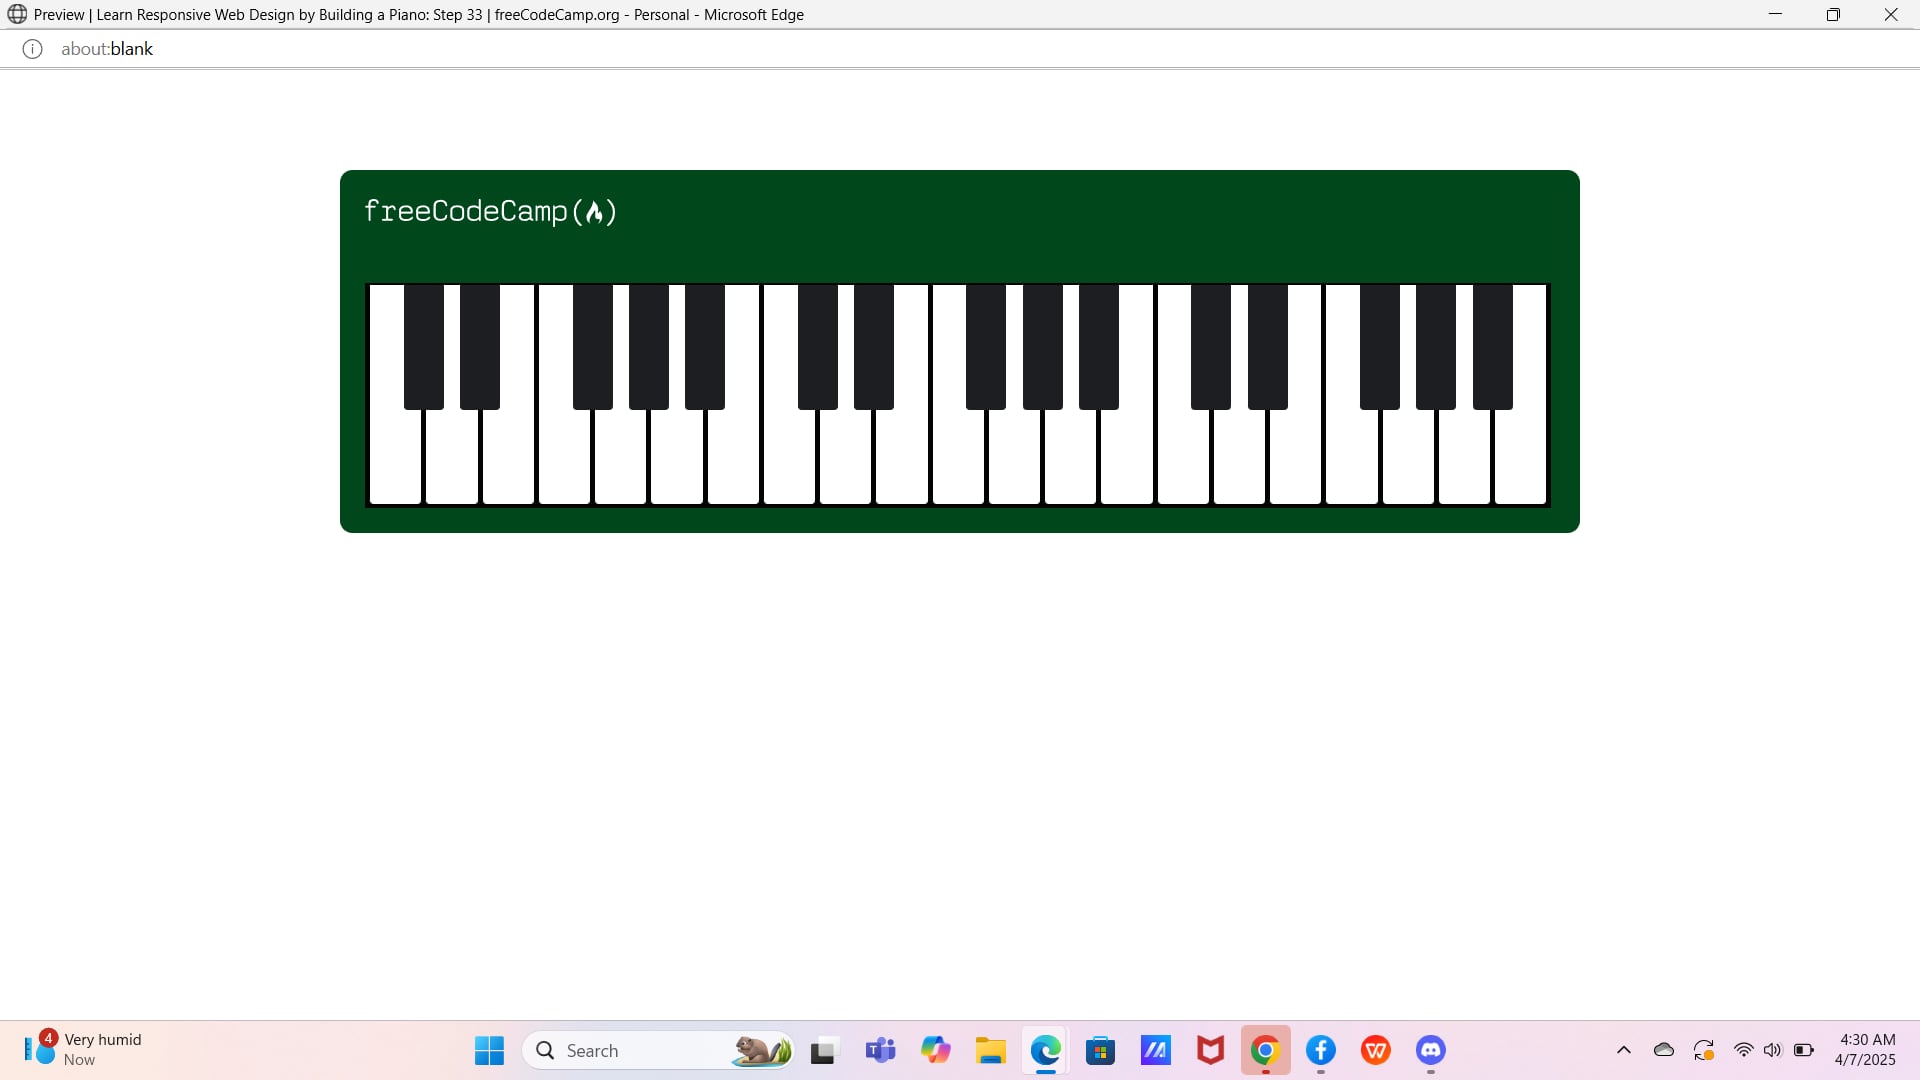 Preview | Learn Responsive Web Design by Building a Piano: Step 33 | freeCodeCamp.org - Personal - Microsoft Edge
about:blank
freeCodeCamp(🔥)
4
Very humid
Now
Search
4:30 AM
4/7/2025